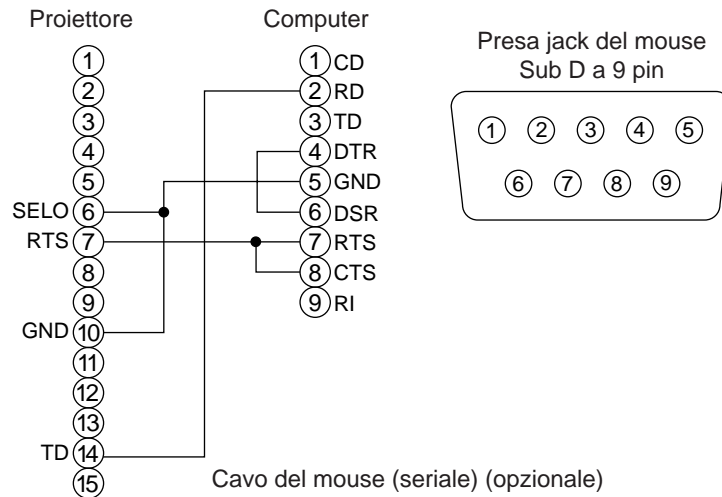 Proiettore
Computer
Presa jack del mouse
Sub D a 9 pin
1
2
3
4
5
SELO 6
RTS 7
8
9
GND 10
11
12
13
TD 14
15
1 CD
2 RD
3 TD
4 DTR
5 GND
6 DSR
7 RTS
8 CTS
9 RI
1 2 3 4 5
6 7 8 9
Cavo del mouse (seriale) (opzionale)